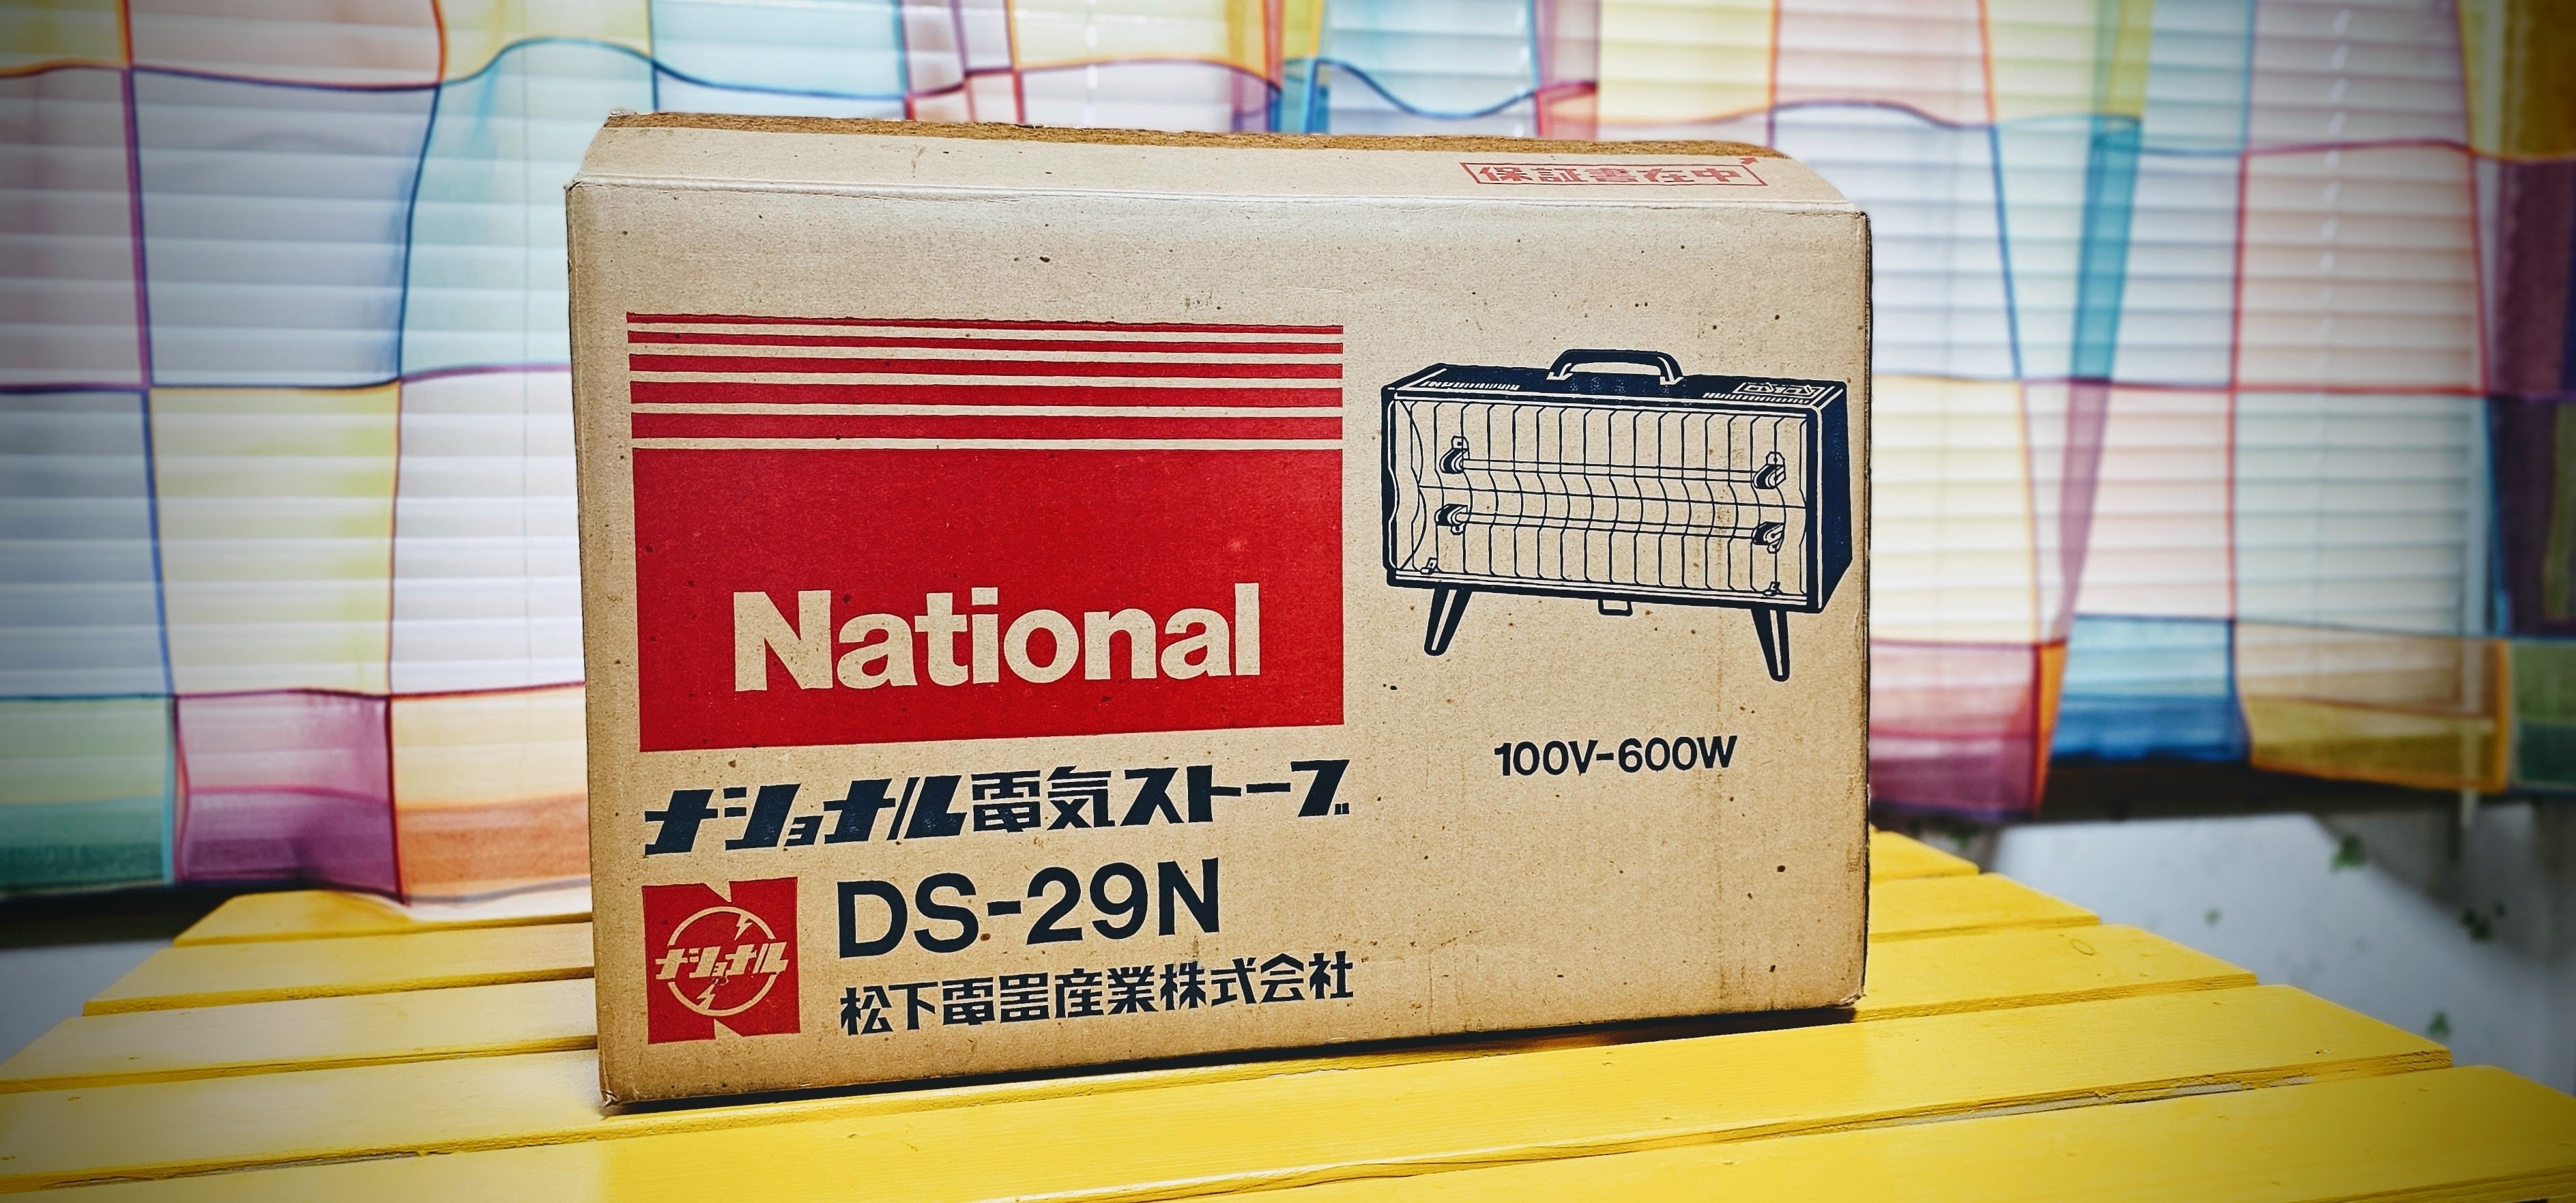 保証書在中
National
100V-600W
ナショナル電気ストーブ
DS-29N
ナショナル
松下電器産業株式会社